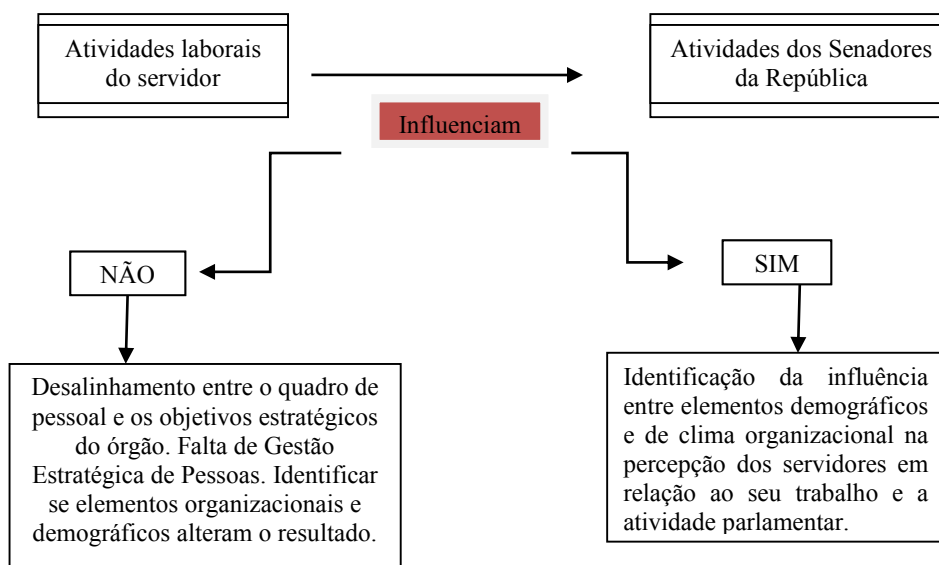 Atividades laborais
do servidor
Atividades dos Senadores
da República
Influenciam
NÃO
SIM
Desalinhamento entre o quadro de
pessoal e os objetivos estratégicos
do órgão. Falta de Gestão
Estratégica de Pessoas. Identificar
se elementos organizacionais e
demográficos alteram o resultado.
Identificação da influência
entre elementos demográficos
e de clima organizacional na
percepção dos servidores em
relação ao seu trabalho e a
atividade parlamentar.